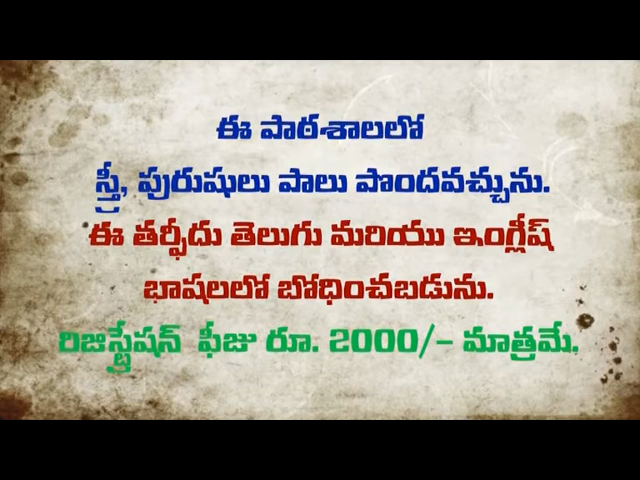 ఈ పాఠశాలలో
స్త్రీ, పురుషులు పాలు పొందవచ్చును.
ఈ తర్ఫీదు తెలుగు మరియు ఇంగ్లీష్
భాషలలో బోధించబడును.
రిజిస్ట్రేషన్ ఫీజు రూ. 2000/- మాత్రమే.